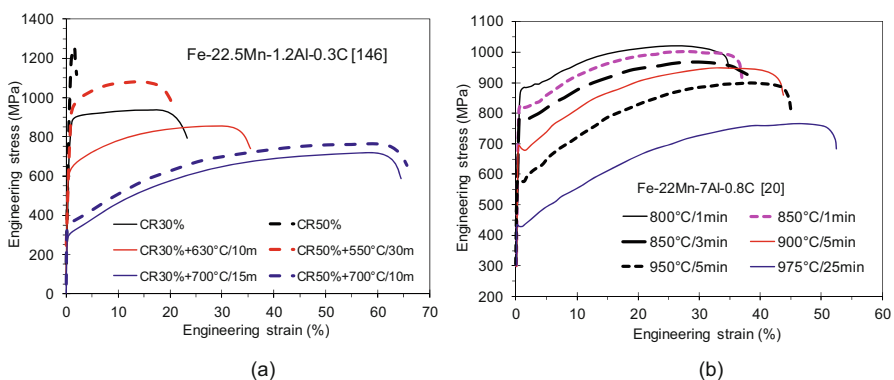 1400
1200
1000
800
600
400
200
0
0 10 20 30 40 50 60 70
Engineering stress (MPa)
Engineering strain (%)
Fe-22.5Mn-1.2Al-0.3C [146]
CR30% CR50%
CR30%+630°C/10m CR50%+550°C/30m
CR30%+700°C/15m CR50%+700°C/10m
(a)
1100
1000
900
800
700
600
500
400
300
200
0 10 20 30 40 50 60
Engineering stress (MPa)
Engineering strain (%)
Fe-22Mn-7Al-0.8C [20]
800°C/1min 850°C/1min
850°C/3min 900°C/5min
950°C/5min 975°C/25min
(b)